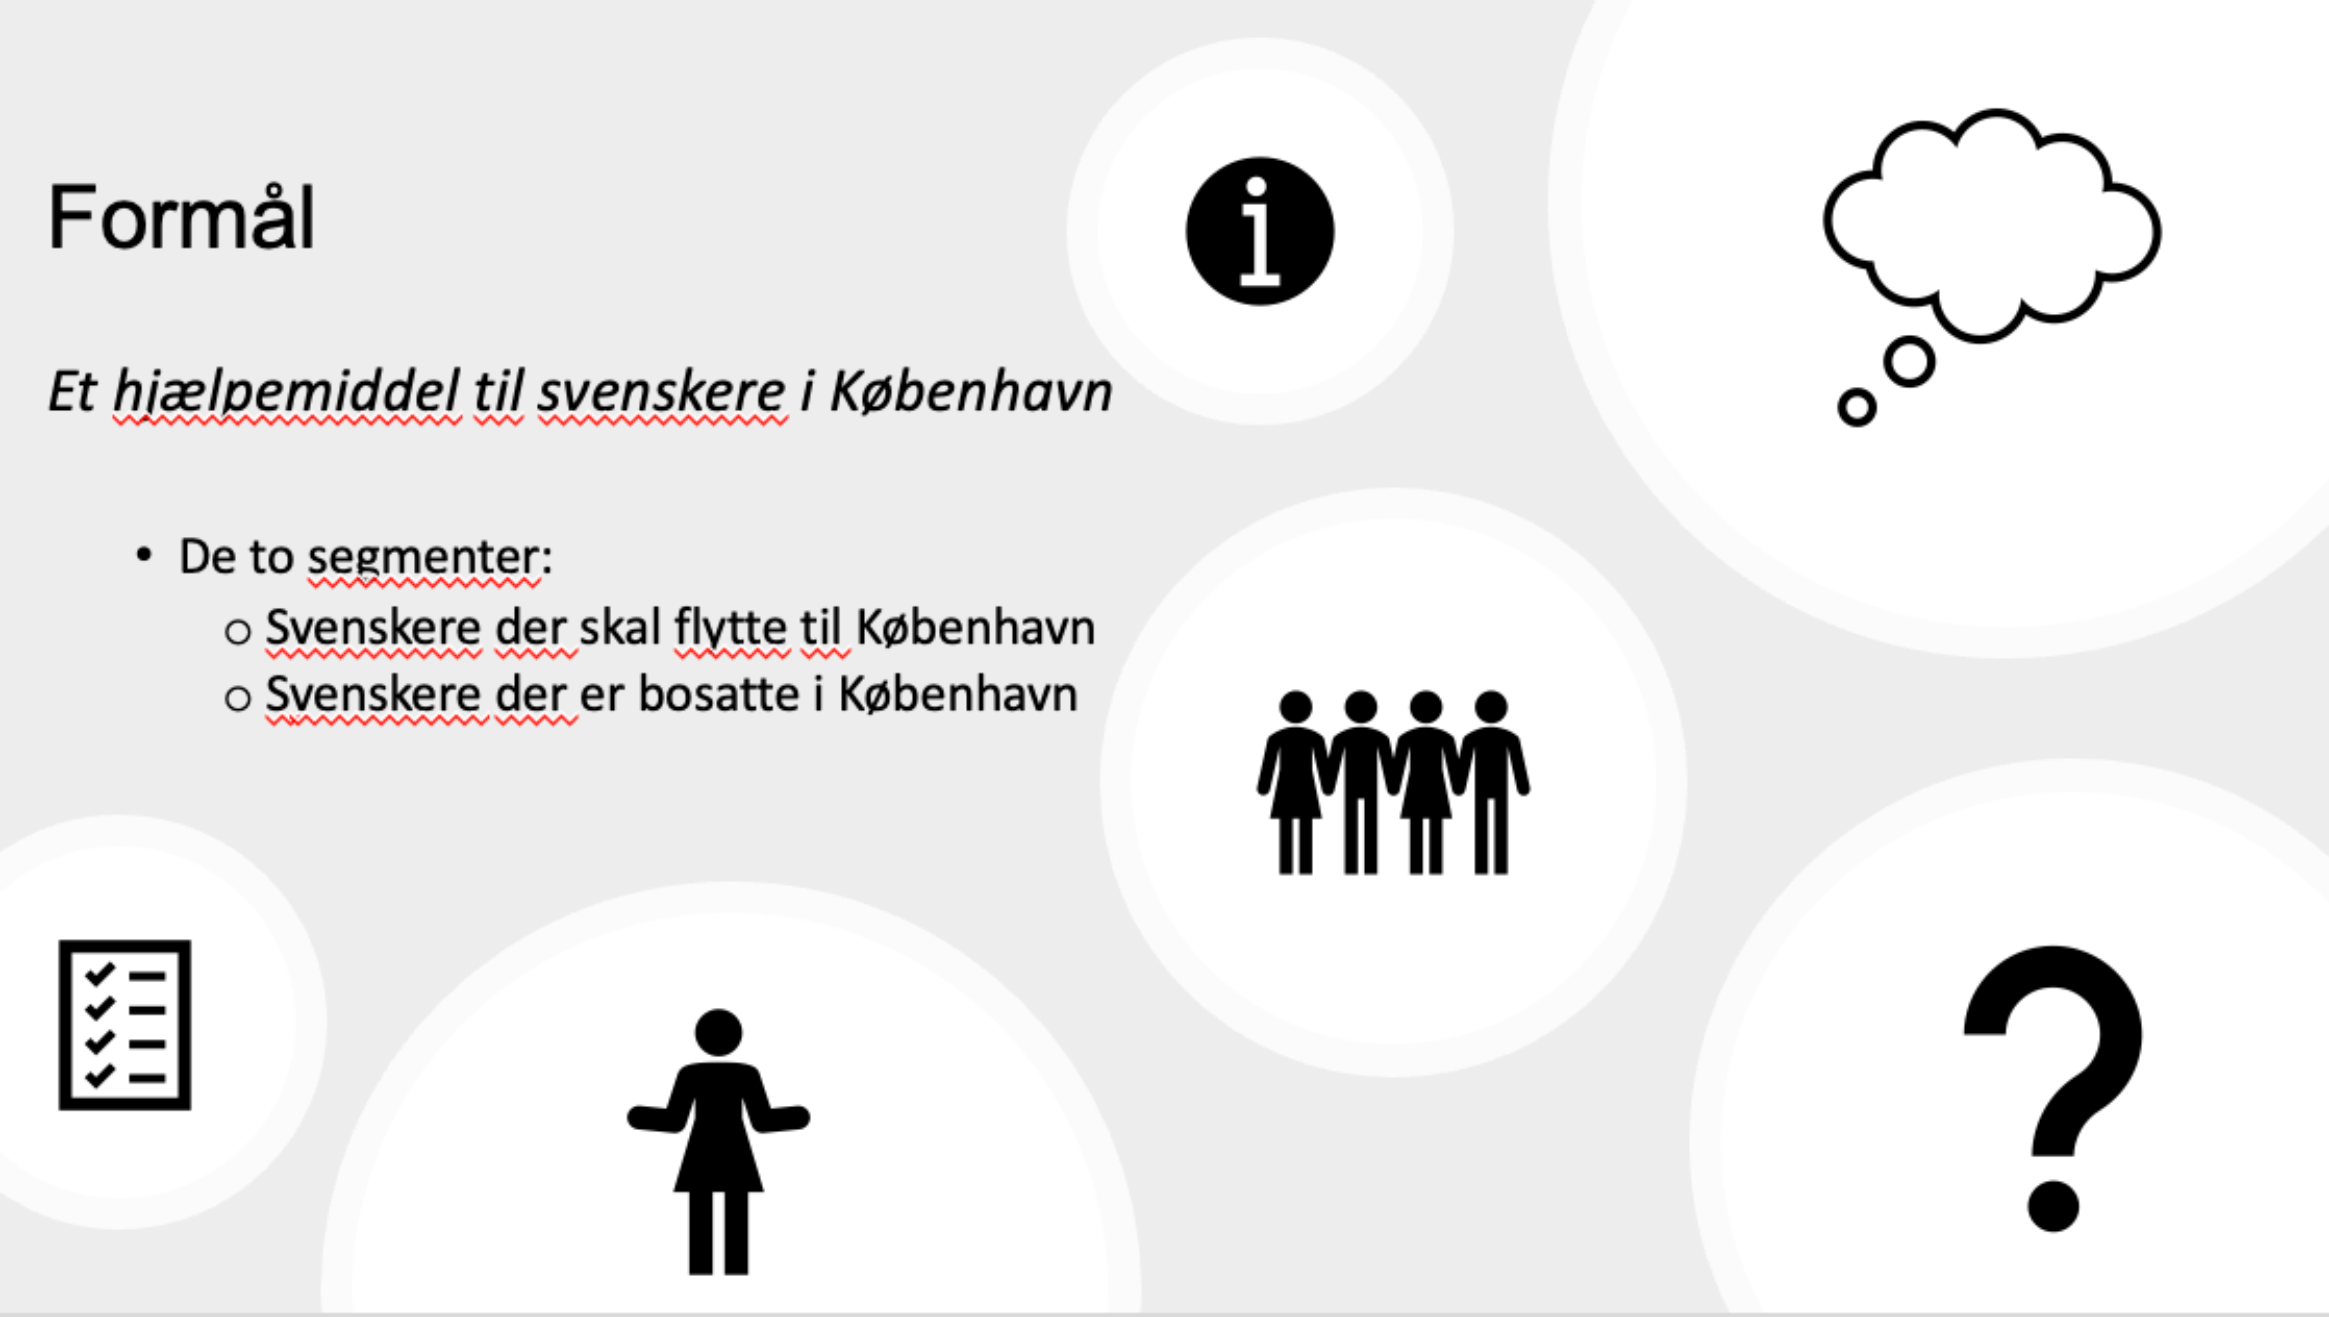 Formål
Et hjælpemiddel til svenskere i København
• De to segmenter:
o Svenskere der skal flytte til København
o Svenskere der er bosatte i København
i
?